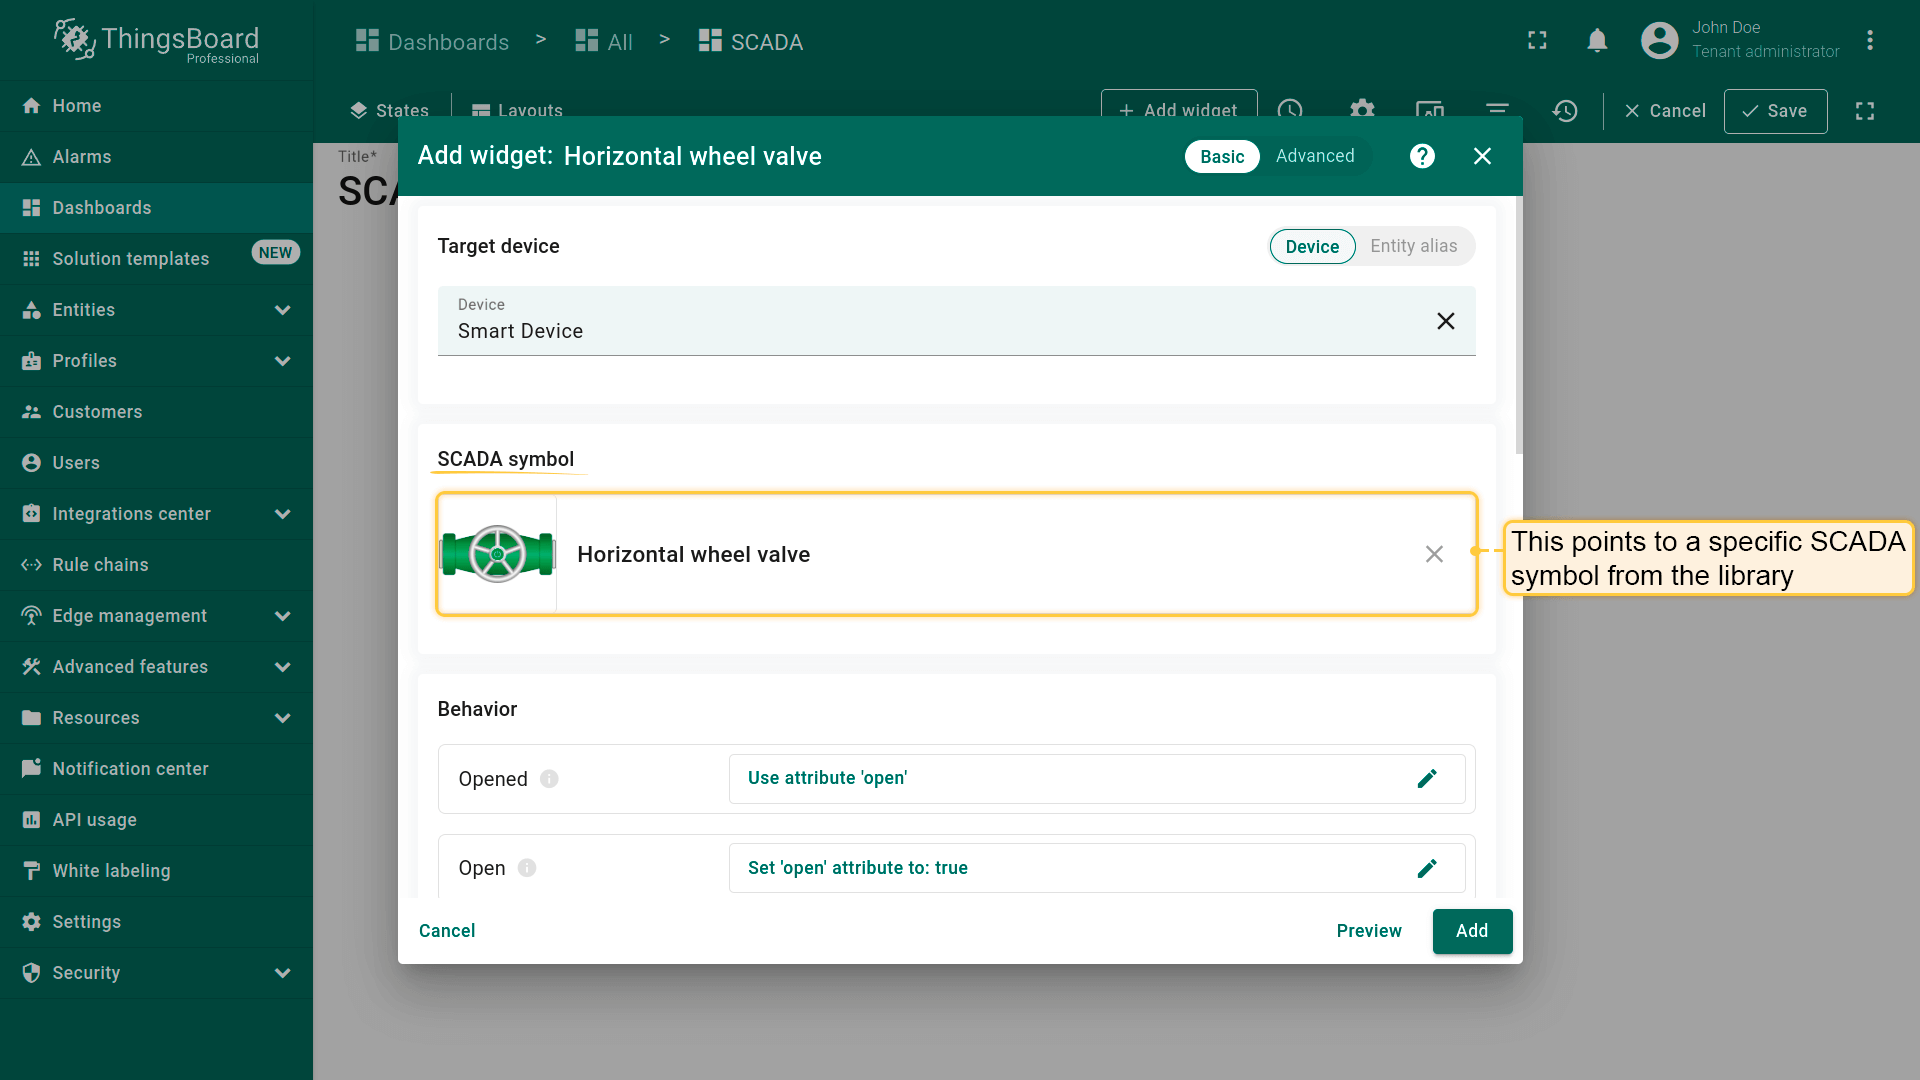 ThingsBoard
Professional
Dashboards > All > SCADA
John Doe
Tenant administrator
Home
Alarms
Dashboards
Solution templates NEW
Entities
Profiles
Customers
Users
Integrations center
Rule chains
Edge management
Advanced features
Resources
Notification center
API usage
White labeling
Settings
Security
States
Layouts
Add widget
Cancel
Save
Title*
SCA
Add widget: Horizontal wheel valve
Basic Advanced
Target device
Device Entity alias
Device
Smart Device
SCADA symbol
Horizontal wheel valve
This points to a specific SCADA
symbol from the library
Behavior
Opened
Use attribute 'open'
Open
Set 'open' attribute to: true
Cancel
Preview
Add